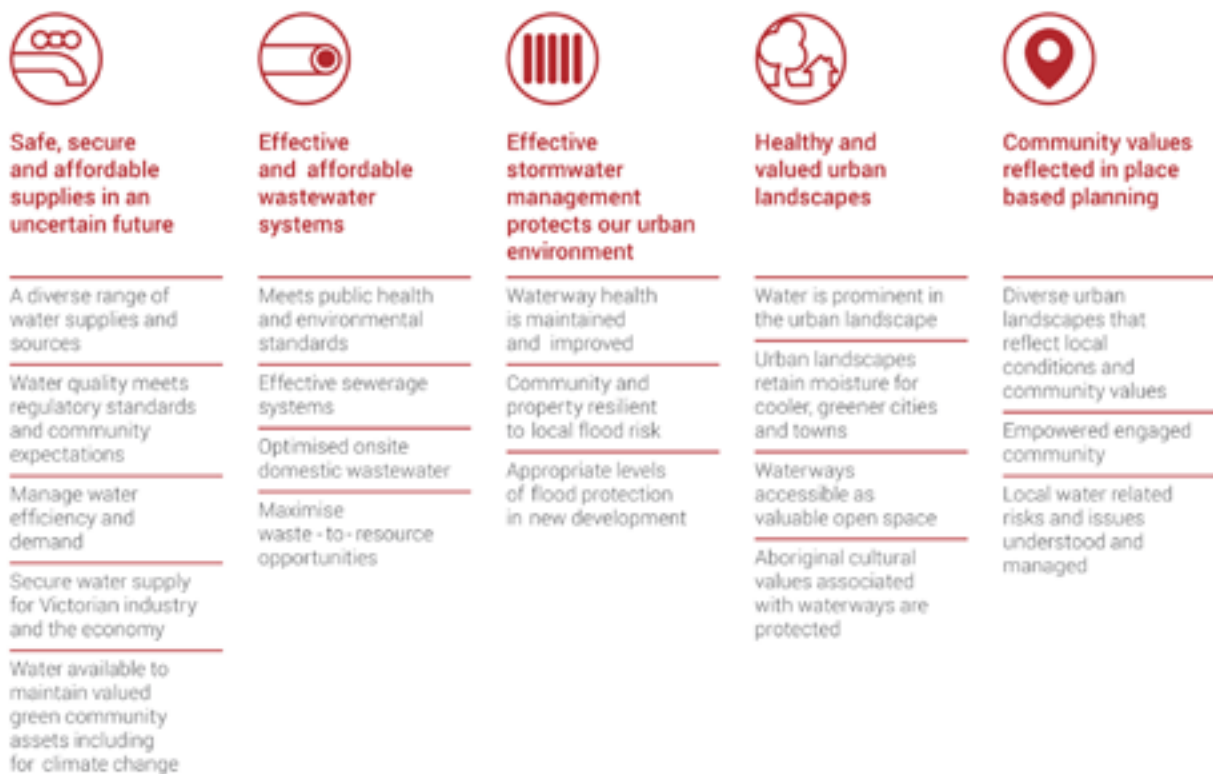 Safe, secure
and affordable
supplies in an
uncertain future
A diverse range of
water supplies and
sources
Water quality meets
regulatory standards
and community
expectations
Manage water
efficiency and
demand
Secure water supply
for Victorian industry
and the economy
Water available to
maintain valued
green community
assets including
for climate change
Effective
and affordable
wastewater
systems
Meets public health
and environmental
standards
Effective sewerage
systems
Optimised onsite
domestic wastewater
Maximise
waste-to-resource
opportunities
Effective
stormwater
management
protects our urban
environment
Waterway health
is maintained
and improved
Community and
property resilient
to local flood risk
Appropriate levels
of flood protection
in new development
Healthy and
valued urban
landscapes
Water is prominent in
the urban landscape
Urban landscapes
retain moisture for
cooler, greener cities
and towns
Waterways
accessible as
valuable open space
Aboriginal cultural
values associated
with waterways are
protected
Community values
reflected in place
based planning
Diverse urban
landscapes that
reflect local
conditions and
community values
Empowered engaged
community
Local water related
risks and issues
understood and
managed